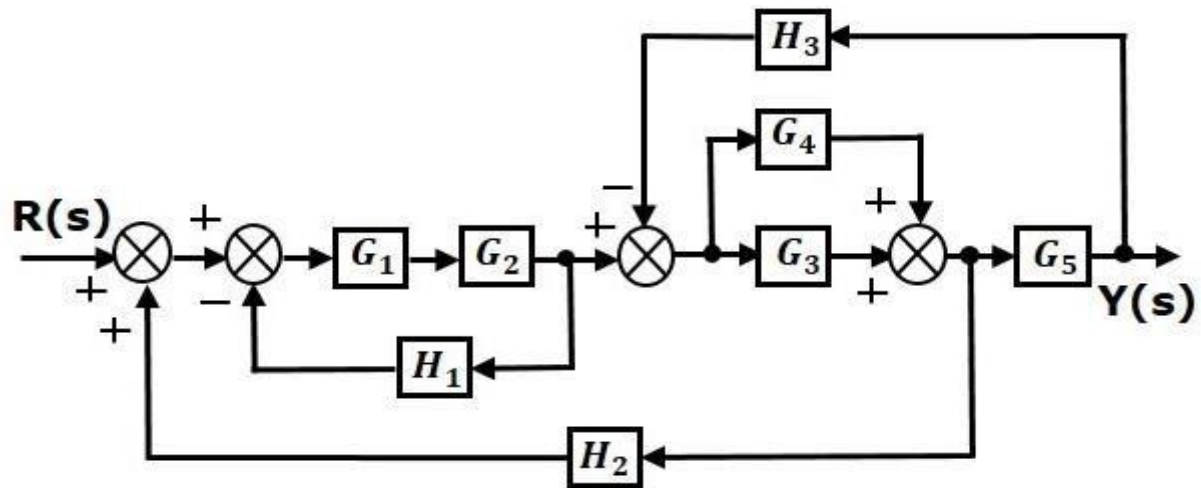 H₃
G₄
−
R(s) + + +
G₁ G₂ G₃ G₅
+ − + Y(s)
+
H₁
H₂